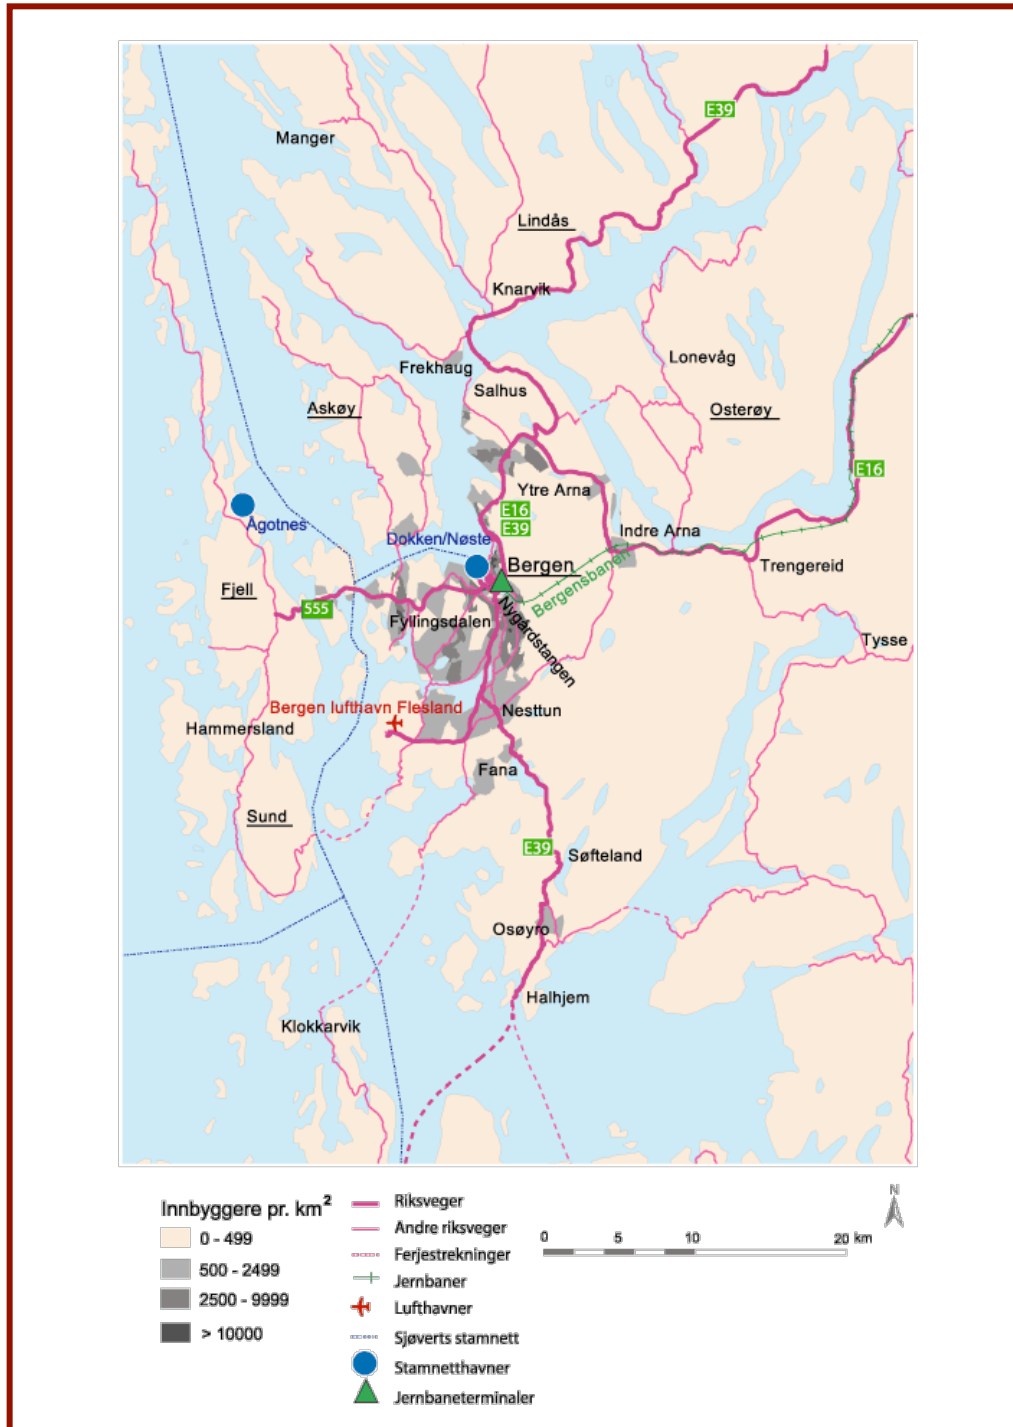 E39
Manger
Lindås
Knarvik
Lonevåg
Frekhaug
Salhus
Askøy
Osterøy
E16
Ytre Arna
E16
Ågotnes
E39
Indre Arna
Dokken/Nøste
Bergen
Trengereid
Bergensbanen
Fjell
555
Fyllingsdalen
Nygårdstangen
Tysse
Bergen lufthavn Flesland
Nesttun
Hammersland
Fana
Sund
E39
Søfteland
Osøyro
Halhjem
Klokkarvik
Innbyggere pr. km²
0 - 499
500 - 2499
2500 - 9999
> 10000
Riksveger
Andre riksveger
Ferjestrekninger
Jernbaner
Lufthavner
Sjøverts stamnett
Stamnetthavner
Jernbaneterminaler
N
0 5 10 20 km